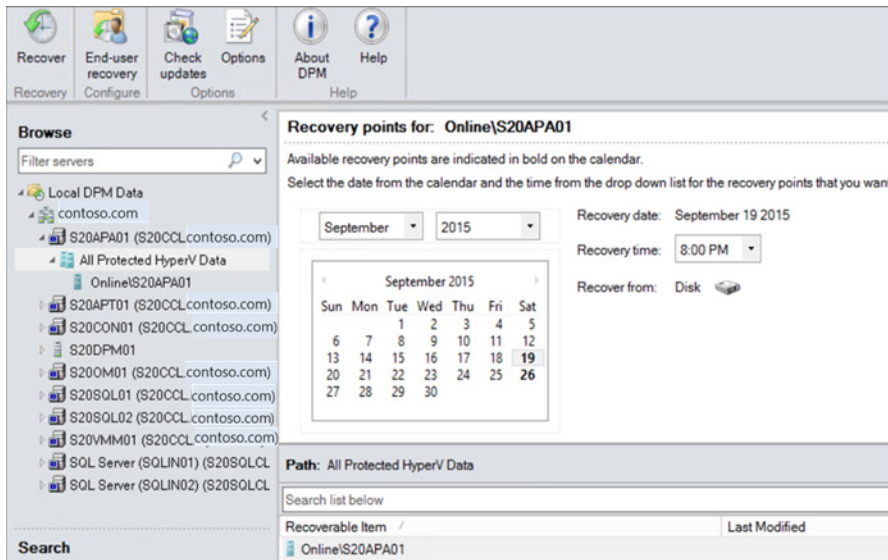 Recover
End-user recovery
Check updates
Options
About DPM
Help
Recovery
Configure
Options
Help
Browse
Filter servers
Local DPM Data
contoso.com
S20APA01 (S20CCL.contoso.com)
All Protected HyperV Data
Online\S20APA01
S20APT01 (S20CCL.contoso.com)
S20CON01 (S20CCL.contoso.com)
S20DPM01
S20OM01 (S20CCL.contoso.com)
S20SQL01 (S20CCL.contoso.com)
S20SQL02 (S20CCL.contoso.com)
S20VMM01 (S20CCL.contoso.com)
SQL Server (SQLIN01) (S20SQLCL
SQL Server (SQLIN02) (S20SQLCL
Search
Recovery points for: Online\S20APA01
Available recovery points are indicated in bold on the calendar.
Select the date from the calendar and the time from the drop down list for the recovery points that you want
September 2015
September 2015
Sun Mon Tue Wed Thu Fri Sat
1 2 3 4 5
6 7 8 9 10 11 12
13 14 15 16 17 18 19
20 21 22 23 24 25 26
27 28 29 30
Recovery date: September 19 2015
Recovery time: 8:00 PM
Recover from: Disk
Path: All Protected HyperV Data
Search list below
Recoverable Item / Last Modified
Online\S20APA01